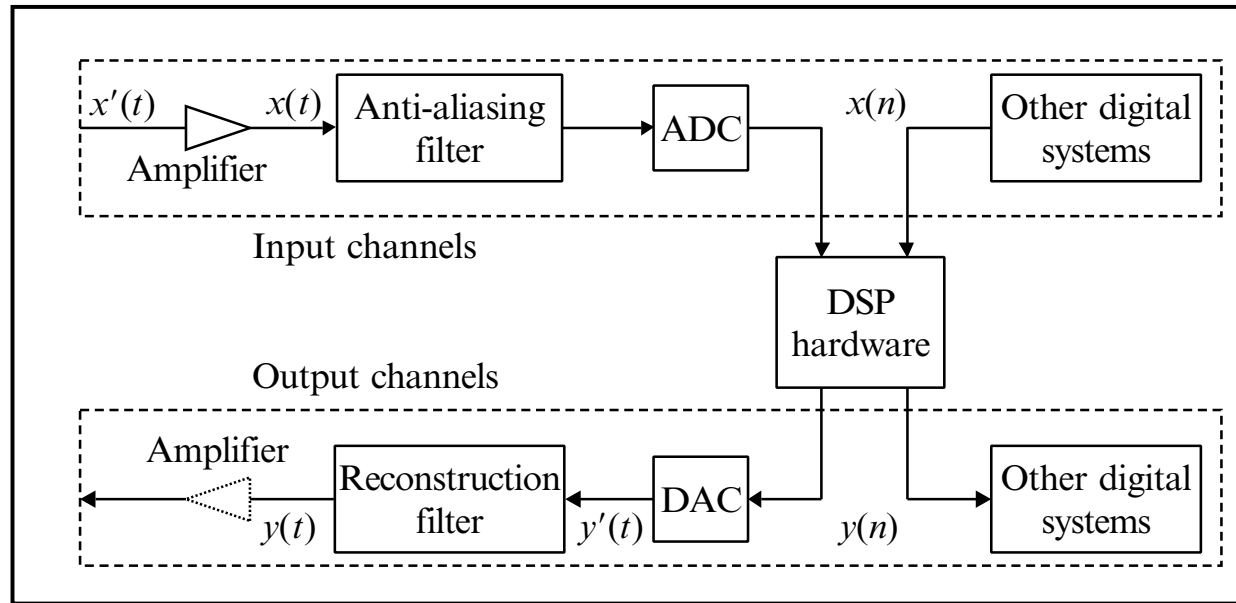 x′(t)
Amplifier
x(t)
Anti-aliasing
filter
ADC
x(n)
Other digital
systems
Input channels
DSP
hardware
Output channels
Amplifier
y(t)
Reconstruction
filter
y′(t)
DAC
y(n)
Other digital
systems